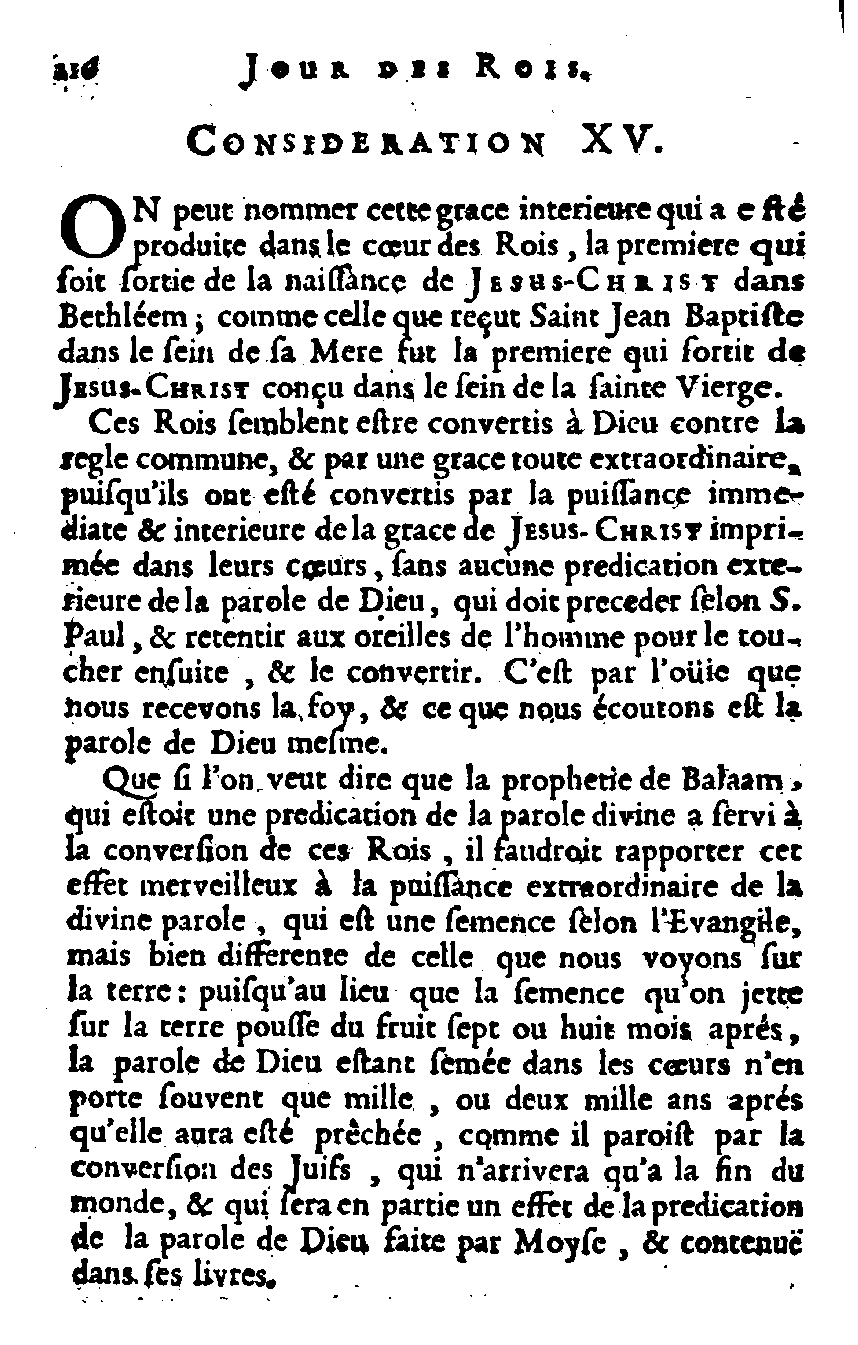 216 JOUR DES ROIS.
CONSIDERATION XV.
ON peut nommer cette grace interieure qui a esté
produite dans le cœur des Rois, la premiere qui
soit sortie de la naissance de JESUS-CHRIST dans
Bethléem; comme celle que reçut Saint Jean Baptiste
dans le sein de sa Mere fut la premiere qui sortit de
JESUS-CHRIST conçu dans le sein de la sainte Vierge.
Ces Rois semblent estre convertis à Dieu contre la
regle commune, & par une grace toute extraordinaire,
puisqu'ils ont esté convertis par la puissance imme-
diate & interieure de la grace de JESUS-CHRIST impri-
mée dans leurs cœurs, sans aucune predication exte-
rieure de la parole de Dieu, qui doit preceder selon S.
Paul, & retentir aux oreilles de l'homme pour le tou-
cher ensuite, & le convertir. C'est par l'oüie que
nous recevons la foy, & ce que nous écoutons est la
parole de Dieu mesme.
Que si l'on veut dire que la prophetie de Balaam,
qui estoit une predication de la parole divine a servi à
la conversion de ces Rois, il faudroit rapporter cet
effet merveilleux à la puissance extraordinaire de la
divine parole, qui est une semence selon l'Evangile,
mais bien differente de celle que nous voyons sur
la terre: puisqu'au lieu que la semence qu'on jette
sur la terre pousse du fruit sept ou huit mois aprés,
la parole de Dieu estant semée dans les cœurs n'en
porte souvent que mille, ou deux mille ans aprés
qu'elle aura esté prêchée, comme il paroist par la
conversion des Juifs, qui n'arrivera qu'a la fin du
monde, & qui sera en partie un effet de la predication
de la parole de Dieu faite par Moyse, & contenuë
dans ses livres.